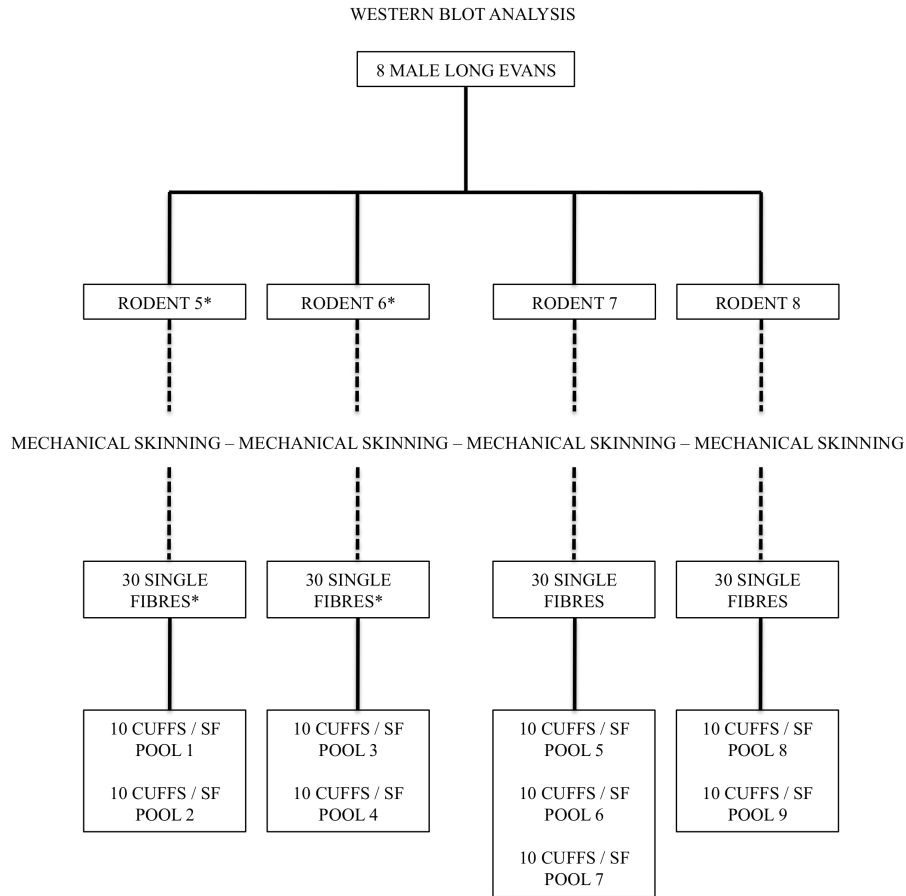 WESTERN BLOT ANALYSIS
8 MALE LONG EVANS
RODENT 5*
RODENT 6*
RODENT 7
RODENT 8
MECHANICAL SKINNING – MECHANICAL SKINNING – MECHANICAL SKINNING – MECHANICAL SKINNING
30 SINGLE
FIBRES*
30 SINGLE
FIBRES*
30 SINGLE
FIBRES
30 SINGLE
FIBRES
10 CUFFS / SF
POOL 1
10 CUFFS / SF
POOL 2
10 CUFFS / SF
POOL 3
10 CUFFS / SF
POOL 4
10 CUFFS / SF
POOL 5
10 CUFFS / SF
POOL 6
10 CUFFS / SF
POOL 7
10 CUFFS / SF
POOL 8
10 CUFFS / SF
POOL 9